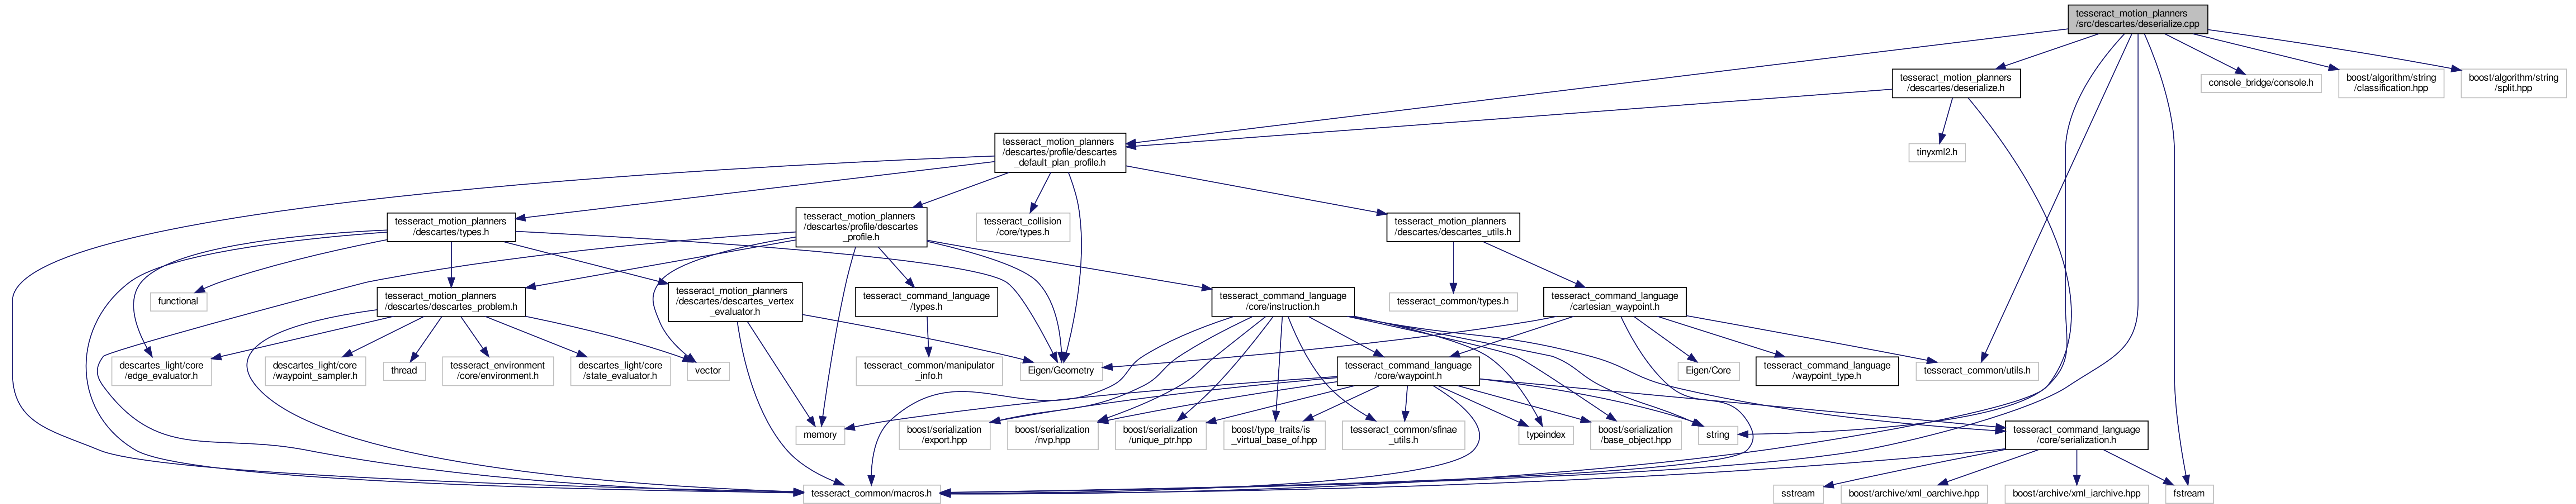 tesseract_motion_planners
/src/descartes/deserialize.cpp
tesseract_motion_planners
/descartes/deserialize.h
console_bridge/console.h
boost/algorithm/string
/classification.hpp
boost/algorithm/string
/split.hpp
tesseract_motion_planners
/descartes/profile/descartes
_default_plan_profile.h
tinyxml2.h
tesseract_motion_planners
/descartes/types.h
tesseract_motion_planners
/descartes/profile/descartes
_profile.h
tesseract_collision
/core/types.h
tesseract_motion_planners
/descartes/descartes_utils.h
functional
tesseract_motion_planners
/descartes/descartes_problem.h
tesseract_motion_planners
/descartes/descartes_vertex
_evaluator.h
tesseract_command_language
/types.h
tesseract_command_language
/core/instruction.h
tesseract_common/types.h
tesseract_command_language
/cartesian_waypoint.h
descartes_light/core
/edge_evaluator.h
descartes_light/core
/waypoint_sampler.h
thread
tesseract_environment
/core/environment.h
descartes_light/core
/state_evaluator.h
vector
tesseract_common/manipulator
_info.h
Eigen/Geometry
tesseract_command_language
/core/waypoint.h
Eigen/Core
tesseract_command_language
/waypoint_type.h
tesseract_common/utils.h
memory
boost/serialization
/export.hpp
boost/serialization
/nvp.hpp
boost/serialization
/unique_ptr.hpp
boost/type_traits/is
_virtual_base_of.hpp
tesseract_common/sfinae
_utils.h
typeindex
boost/serialization
/base_object.hpp
string
tesseract_command_language
/core/serialization.h
tesseract_common/macros.h
sstream
boost/archive/xml_oarchive.hpp
boost/archive/xml_iarchive.hpp
fstream